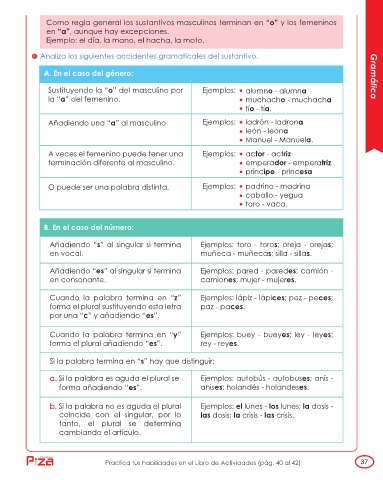 Como regla general los sustantivos masculinos terminan en “o” y los femeninos
en “a”, aunque hay excepciones.
Ejemplo: el día, la mano, el hacha, la moto.
Analiza los siguientes accidentes gramaticales del sustantivo.
Gramática
A. En el caso del género:
Sustituyendo la “o” del masculino por
la “a” del femenino.
Ejemplos: • alumno - alumna
• muchacho - muchacha
• tío - tía.
Añadiendo una “a” al masculino
Ejemplos: • ladrón - ladrona
• león - leona
• Manuel - Manuela.
A veces el femenino puede tener una
terminación diferente al masculino.
Ejemplos: • actor - actriz
• emperador - emperatriz
• príncipe - princesa
O puede ser una palabra distinta.
Ejemplos: • padrino - madrina
• caballo - yegua
• toro - vaca.
B. En el caso del número:
Añadiendo “s” al singular si termina
en vocal.
Ejemplos: toro - toros; oreja - orejas;
muñeca - muñecas; silla - sillas.
Añadiendo “es” al singular si termina
en consonante.
Ejemplos: pared - paredes; camión -
camiones; mujer - mujeres.
Cuando la palabra termina en “z”
forma el plural sustituyendo esta letra
por una “c” y añadiendo “es”.
Ejemplos: lápiz - lápices; pez - peces;
paz - paces.
Cuando la palabra termina en “y”
forma el plural añadiendo “es”.
Ejemplos: buey - bueyes; ley - leyes;
rey - reyes.
Si la palabra termina en “s” hay que distinguir:
a. Si la palabra es aguda el plural se
forma añadiendo “es”.
Ejemplos: autobús - autobuses; anís -
anises; holandés - holandeses.
b. Si la palabra no es aguda el plural
coincide con el singular, por lo
tanto, el plural se determina
cambiando el artículo.
Ejemplos: el lunes - los lunes; la dosis -
las dosis; la crisis - las crisis.
Piza
Practica tus habilidades en el Libro de Actividades (pág. 40 al 42)
37